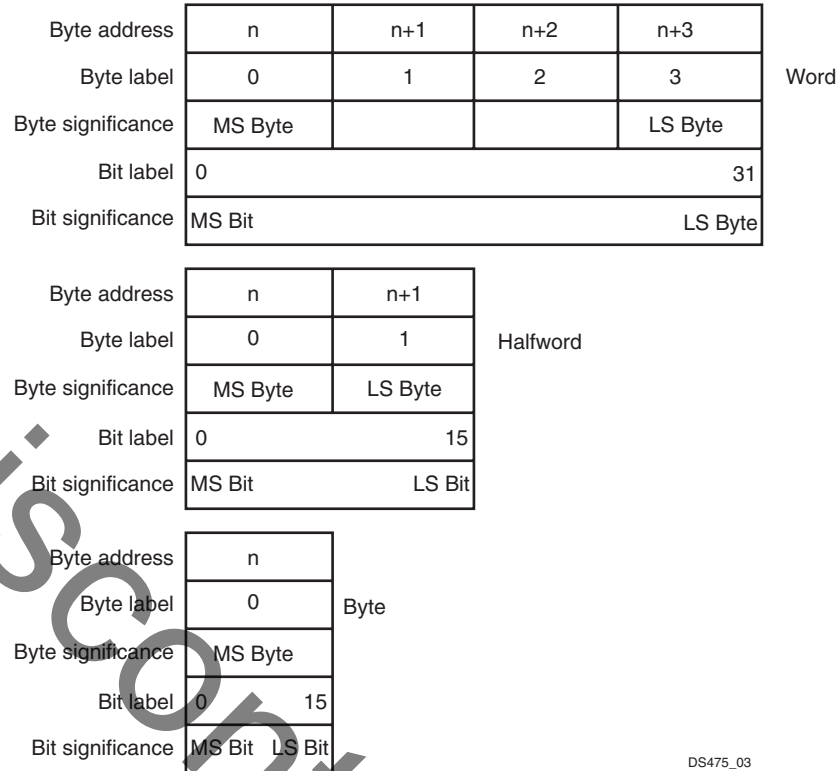 Byte address n n+1 n+2 n+3
Byte label 0 1 2 3 Word
Byte significance MS Byte LS Byte
Bit label 0 31
Bit significance MS Bit LS Byte
Byte address n n+1
Byte label 0 1 Halfword
Byte significance MS Byte LS Byte
Bit label 0 15
Bit significance MS Bit LS Bit
Byte address n
Byte label 0 Byte
Byte significance MS Byte
Bit label 0 15
Bit significance MS Bit LS Bit
DS475_03